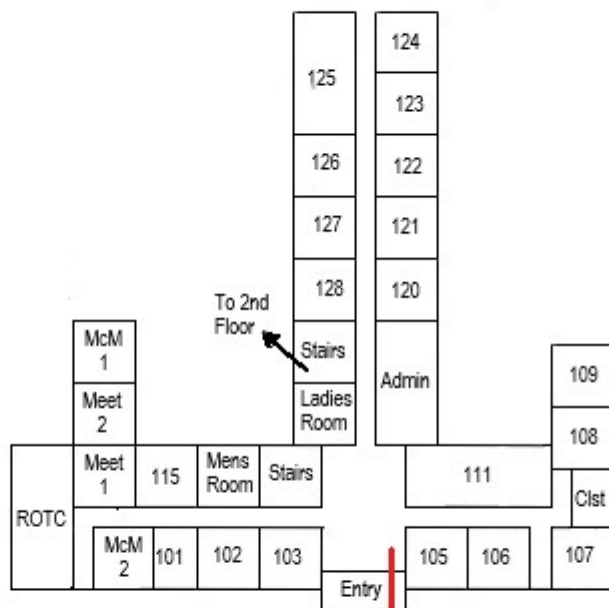 124
125
123
126
122
127
121
128
120
To 2nd
Floor
Stairs
McM
1
Admin
109
Ladies
Room
Meet
2
108
Meet
1
115
Mens
Room
Stairs
111
Clst
ROTC
McM
2
101
102
103
105
106
107
Entry